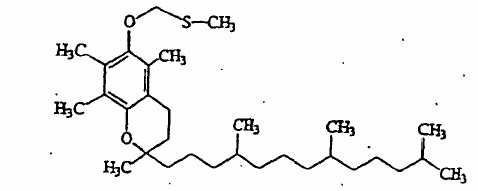 O S—CH₃
H₃C CH₃
H₃C
O CH₃ CH₃ CH₃
H₃C CH₃